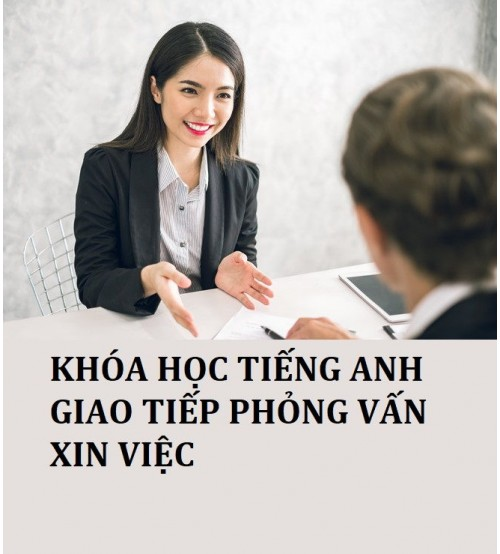 KHÓA HỌC TIẾNG ANH
GIAO TIẾP PHỎNG VẤN
XIN VIỆC